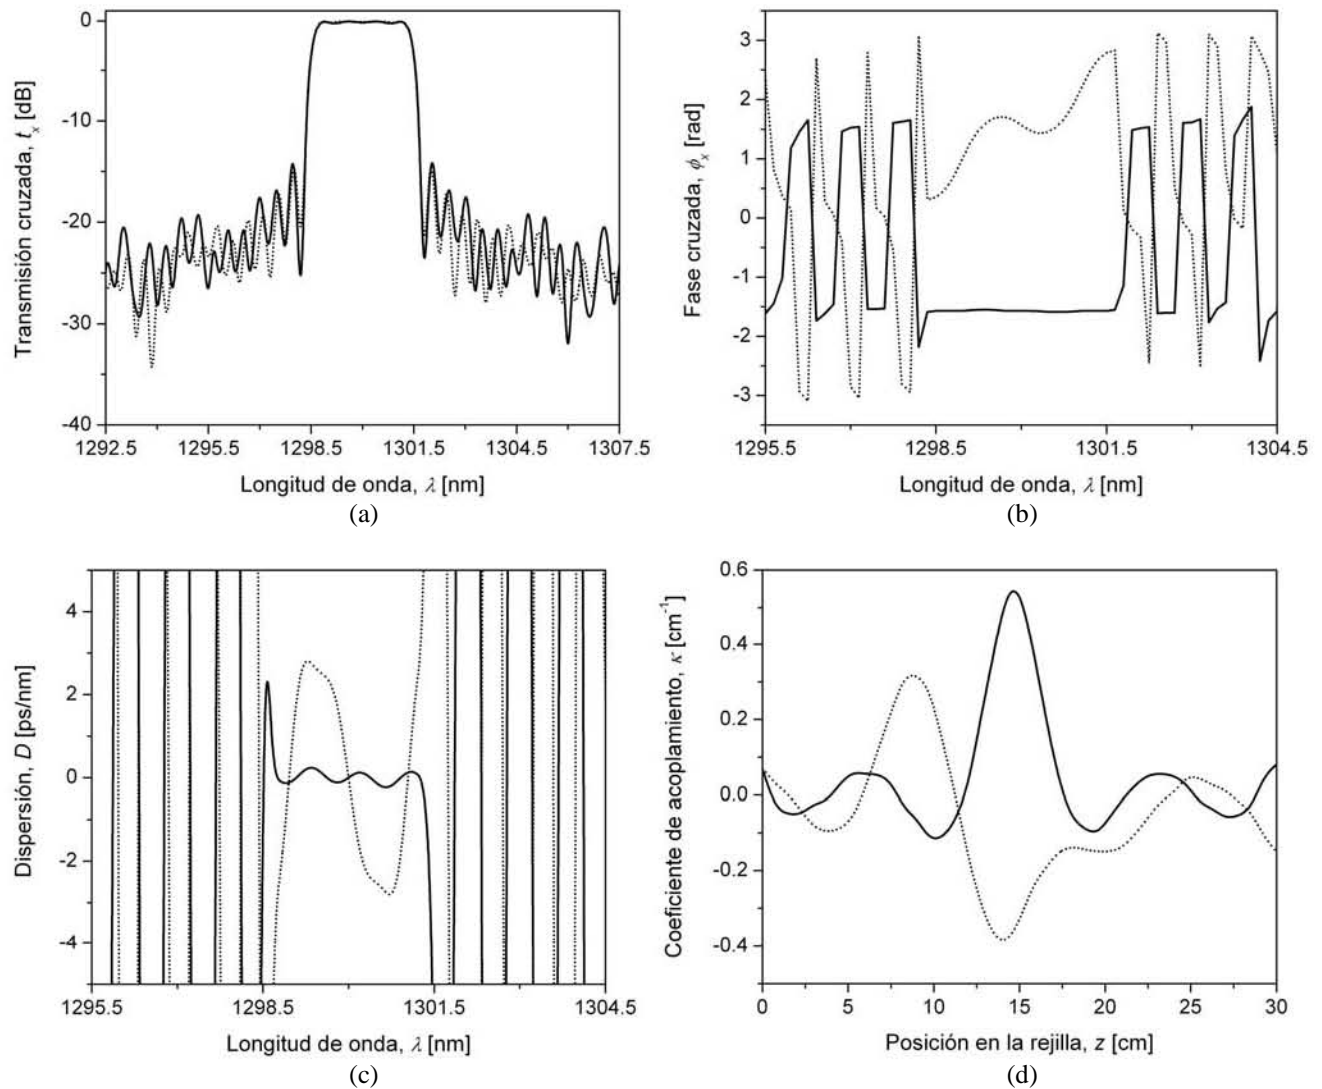 0
-10
-20
-30
-40
1292.5 1295.5 1298.5 1301.5 1304.5 1307.5
Transmisión cruzada, t_x [dB]
Longitud de onda, λ [nm]
(a)
3
2
1
0
-1
-2
-3
1295.5 1298.5 1301.5 1304.5
Fase cruzada, ϕ_x [rad]
Longitud de onda, λ [nm]
(b)
4
2
0
-2
-4
1295.5 1298.5 1301.5 1304.5
Dispersión, D [ps/nm]
Longitud de onda, λ [nm]
(c)
0.6
0.4
0.2
0.0
-0.2
-0.4
0 5 10 15 20 25 30
Coeficiente de acoplamiento, κ [cm⁻¹]
Posición en la rejilla, z [cm]
(d)